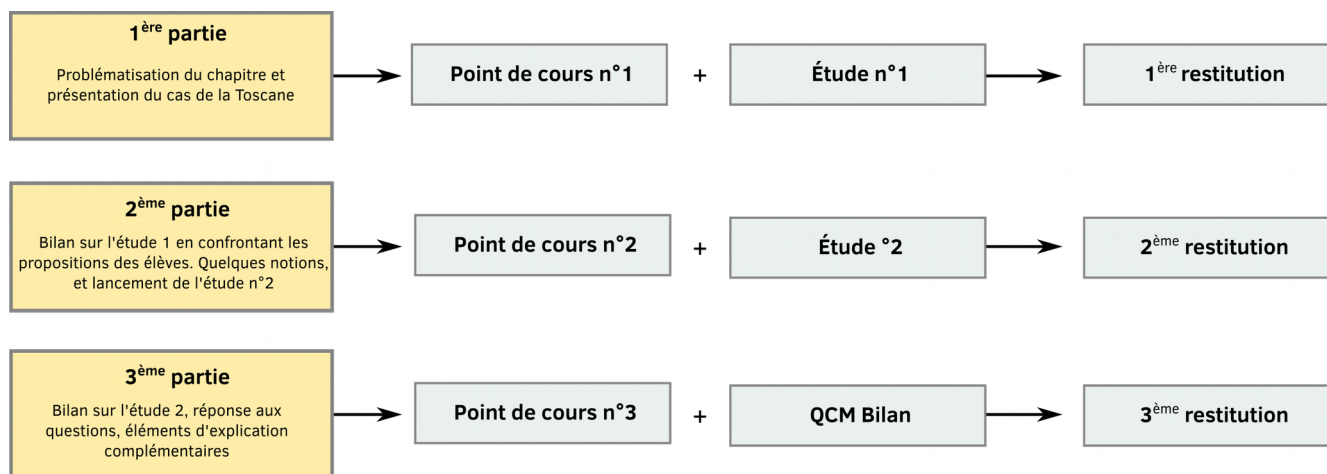 1ère partie
Problématisation du chapitre et
présentation du cas de la Toscane
Point de cours n°1
+
Étude n°1
1ère restitution
2ème partie
Bilan sur l'étude 1 en confrontant les
propositions des élèves. Quelques notions,
et lancement de l'étude n°2
Point de cours n°2
+
Étude °2
2ème restitution
3ème partie
Bilan sur l'étude 2, réponse aux
questions, éléments d'explication
complémentaires
Point de cours n°3
+
QCM Bilan
3ème restitution